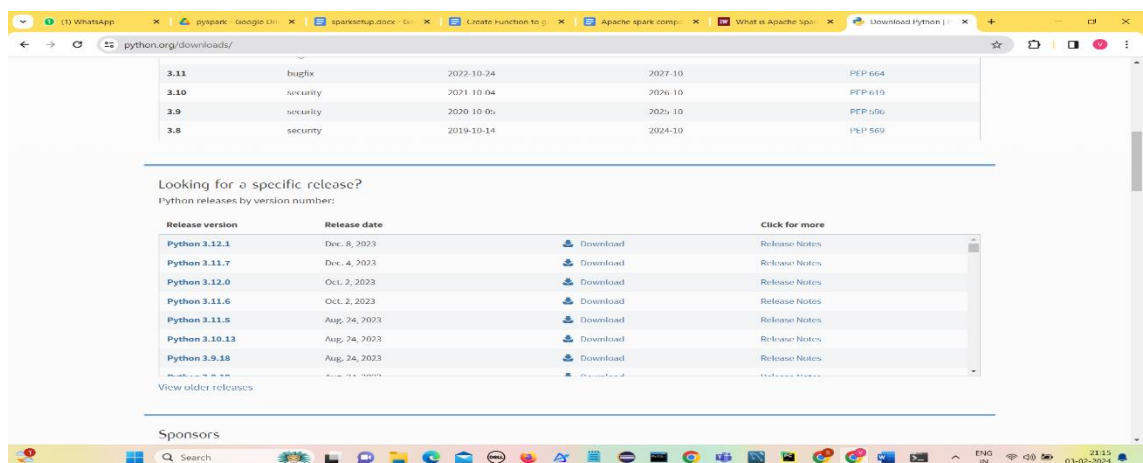 (1) WhatsApp
pyspark - Google Dri
sparksetup.docx - Go
Create Function to g
Apache spark comp
What is Apache Spar
Download Python |
python.org/downloads/
3.11 bugfix 2022-10-24 2027-10 PEP 664
3.10 security 2021-10-04 2026-10 PEP 619
3.9 security 2020-10-05 2025-10 PEP 596
3.8 security 2019-10-14 2024-10 PEP 569
Looking for a specific release?
Python releases by version number:
Release version Release date Click for more
Python 3.12.1 Dec. 8, 2023 Download Release Notes
Python 3.11.7 Dec. 4, 2023 Download Release Notes
Python 3.12.0 Oct. 2, 2023 Download Release Notes
Python 3.11.6 Oct. 2, 2023 Download Release Notes
Python 3.11.5 Aug. 24, 2023 Download Release Notes
Python 3.10.13 Aug. 24, 2023 Download Release Notes
Python 3.9.18 Aug. 24, 2023 Download Release Notes
View older releases
Sponsors
Search
ENG
IN
21:15
03-02-2024